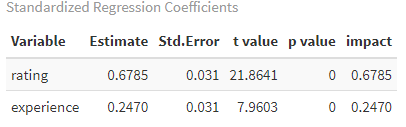 Standardized Regression Coefficients
Variable Estimate Std.Error t value p value impact
rating 0.6785 0.031 21.8641 0 0.6785
experience 0.2470 0.031 7.9603 0 0.2470